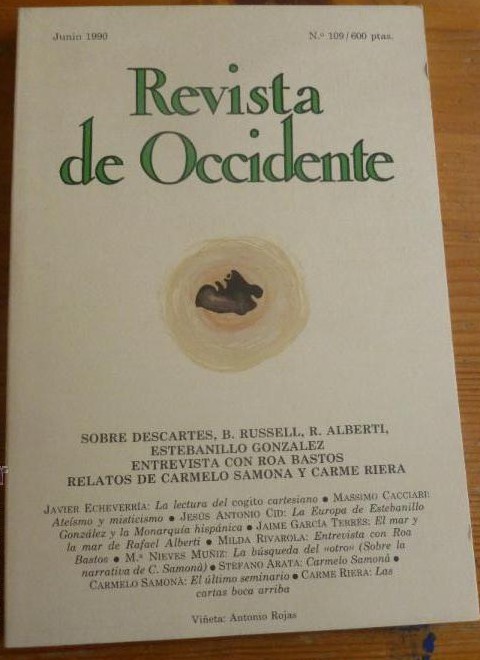 Junio 1990 N.º 109/600 ptas.
Revista
de Occidente
SOBRE DESCARTES, B. RUSSELL, R. ALBERTI,
ESTEBANILLO GONZALEZ
ENTREVISTA CON ROA BASTOS
RELATOS DE CARMELO SAMONA Y CARME RIERA
JAVIER ECHEVERRÍA: La lectura del cogito cartesiano ● MASSIMO CACCIARI:
Ateísmo y misticismo ● JESÚS ANTONIO CID: La Europa de Estebanillo
González y la Monarquía hispánica ● JAIME GARCÍA TERRÉS: El mar y
la mar de Rafael Alberti ● MILDA RIVAROLA: Entrevista con Roa
Bastos ● M.ª NIEVES MUÑIZ: La búsqueda del «otro» (Sobre la
narrativa de C. Samonà) ● STEFANO ARATA: Carmelo Samonà ●
CARMELO SAMONÀ: El último seminario ● CARME RIERA: Las
cartas boca arriba
Viñeta: Antonio Rojas